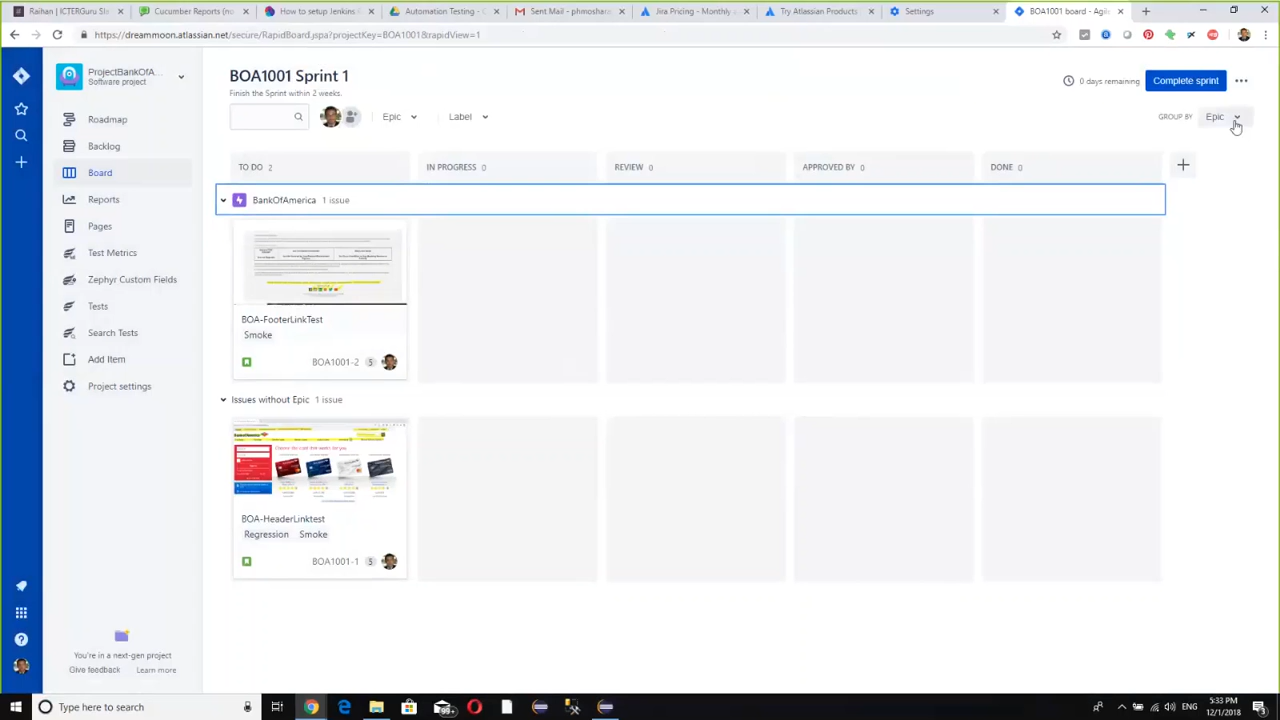 Raihan | ICTERGuru Sli
Cucumber Reports (no
How to setup Jenkins
Automation Testing - G
Sent Mail - phmoshar
Jira Pricing - Monthly
Try Atlassian Products
Settings
BOA1001 board - Agil
https://dreammoon.atlassian.net/secure/RapidBoard.jspa?projectKey=BOA1001&rapidView=1
ProjectBankOfA...
Software project
Roadmap
Backlog
Board
Reports
Pages
Test Metrics
Zephyr Custom Fields
Tests
Search Tests
Add Item
Project settings
You're in a next-gen project
Give feedback Learn more
BOA1001 Sprint 1
Finish the Sprint within 2 weeks.
0 days remaining
Complete sprint
Epic
Label
GROUP BY Epic
TO DO 2
IN PROGRESS 0
REVIEW 0
APPROVED BY 0
DONE 0
BankOfAmerica 1 issue
BOA-FooterLinkTest
Smoke
BOA1001-2 5
Issues without Epic 1 issue
BOA-HeaderLinktest
Regression Smoke
BOA1001-1 5
Type here to search
99+
ENG
5:33 PM
12/1/2018
3